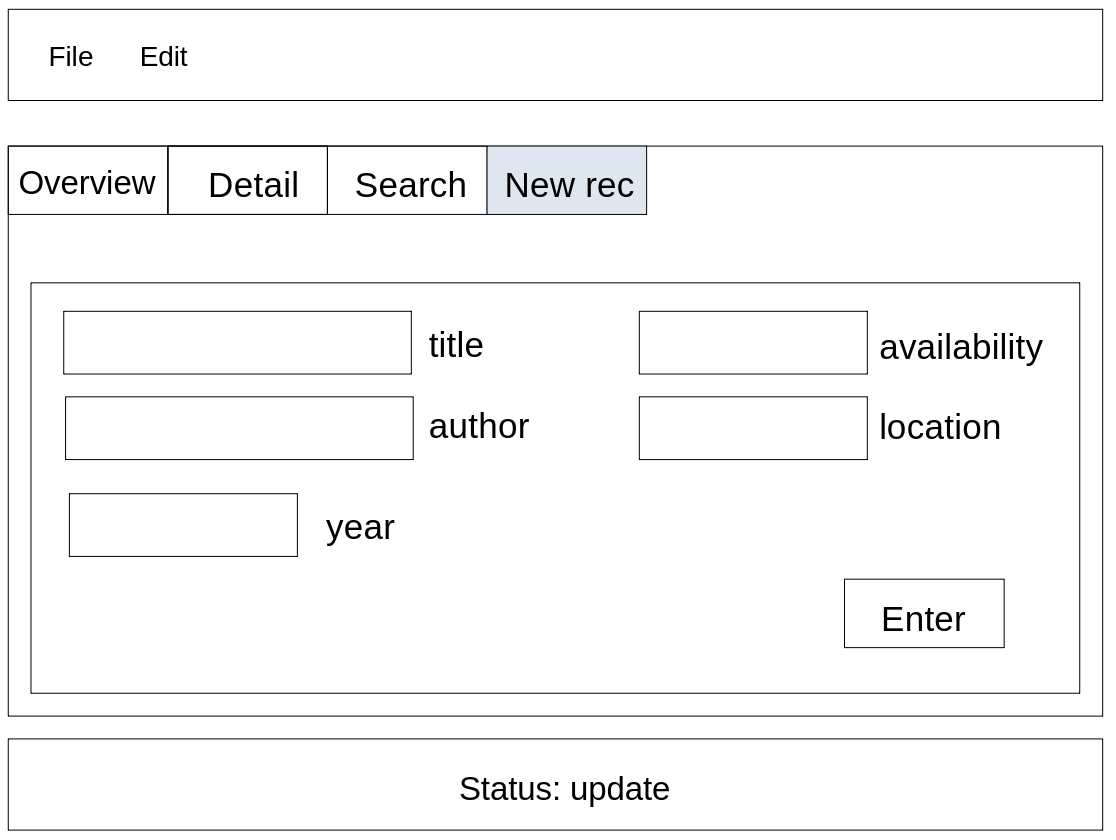 File Edit
Overview Detail Search New rec
title availability
author location
year
Enter
Status: update